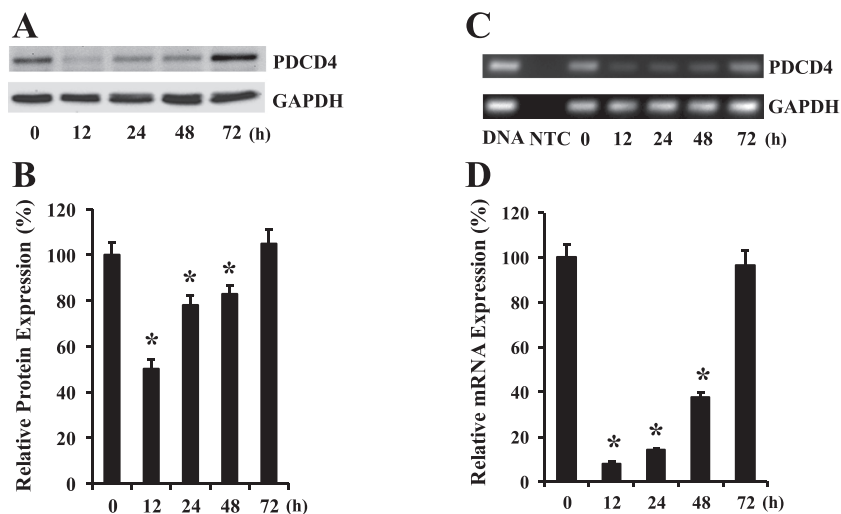 A
PDCD4
GAPDH
0 12 24 48 72 (h)
B
Relative Protein Expression (%)
120
100
80
60
40
20
0
*
*
*
0 12 24 48 72 (h)
C
PDCD4
GAPDH
DNA NTC 0 12 24 48 72 (h)
D
Relative mRNA Expression (%)
120
100
80
60
40
20
0
*
*
*
0 12 24 48 72 (h)